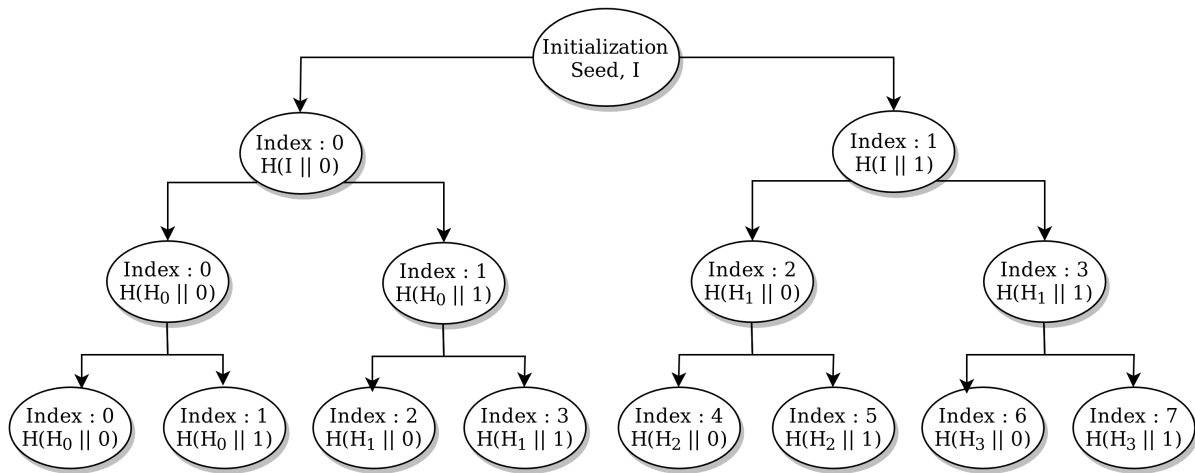 Initialization
Seed, I
Index : 0
H(I || 0)
Index : 1
H(I || 1)
Index : 0
H(H₀ || 0)
Index : 1
H(H₀ || 1)
Index : 2
H(H₁ || 0)
Index : 3
H(H₁ || 1)
Index : 0
H(H₀ || 0)
Index : 1
H(H₀ || 1)
Index : 2
H(H₁ || 0)
Index : 3
H(H₁ || 1)
Index : 4
H(H₂ || 0)
Index : 5
H(H₂ || 1)
Index : 6
H(H₃ || 0)
Index : 7
H(H₃ || 1)